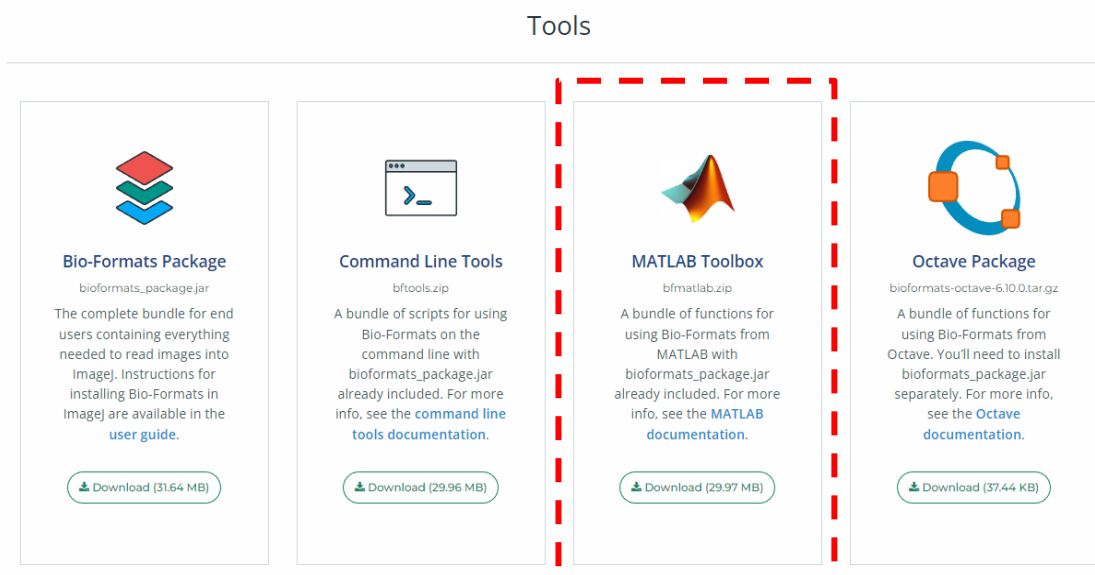 Tools
Bio-Formats Package
bioformats_package.jar
The complete bundle for end
users containing everything
needed to read images into
ImageJ. Instructions for
installing Bio-Formats in
ImageJ are available in the
user guide.
Download (31.64 MB)
Command Line Tools
bftools.zip
A bundle of scripts for using
Bio-Formats on the
command line with
bioformats_package.jar
already included. For more
info, see the command line
tools documentation.
Download (29.96 MB)
MATLAB Toolbox
bfmatlab.zip
A bundle of functions for
using Bio-Formats from
MATLAB with
bioformats_package.jar
already included. For more
info, see the MATLAB
documentation.
Download (29.97 MB)
Octave Package
bioformats-octave-6.10.0.tar.gz
A bundle of functions for
using Bio-Formats from
Octave. You'll need to install
bioformats_package.jar
separately. For more info,
see the Octave
documentation.
Download (37.44 KB)